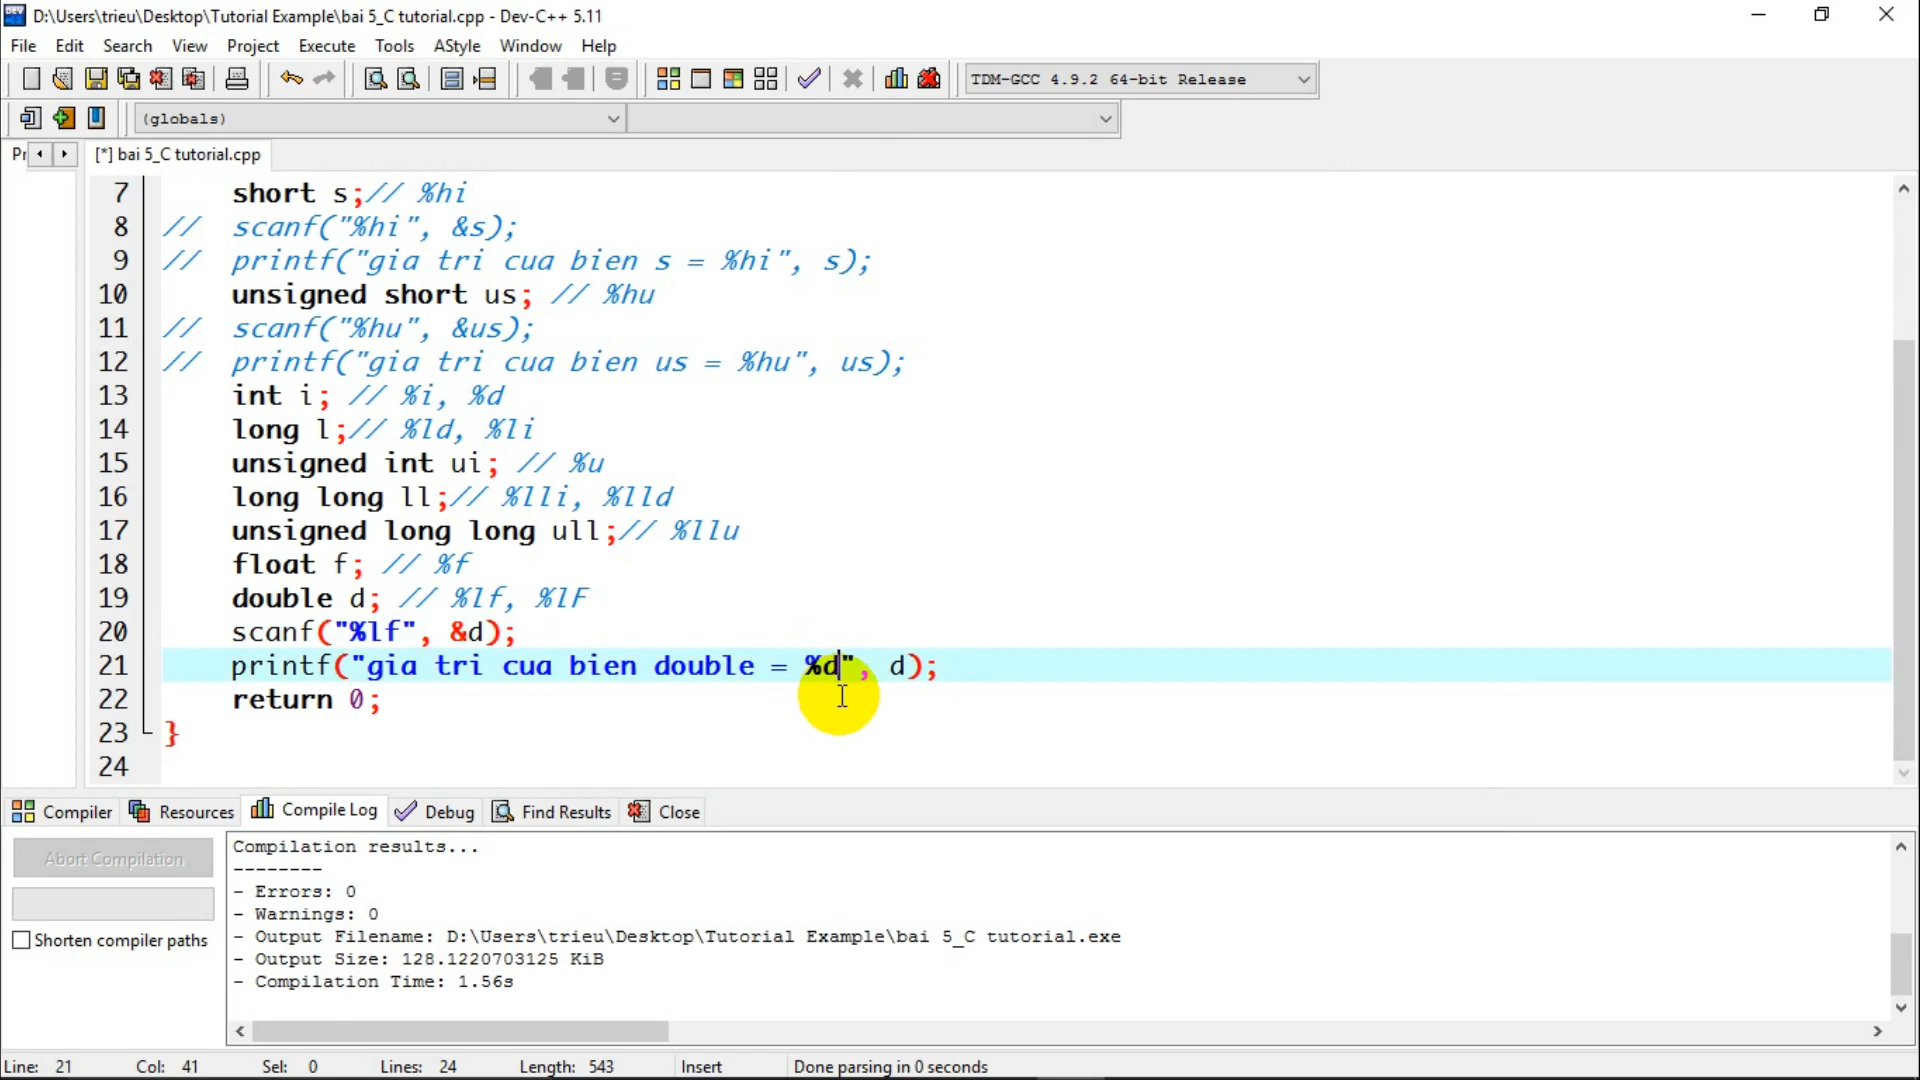 D:\Users\trieu\Desktop\Tutorial Example\bai 5_C tutorial.cpp - Dev-C++ 5.11
File Edit Search View Project Execute Tools AStyle Window Help
TDM-GCC 4.9.2 64-bit Release
(globals)
Pr [*] bai 5_C tutorial.cpp
7 short s;// %hi
8 // scanf("%hi", &s);
9 // printf("gia tri cua bien s = %hi", s);
10 unsigned short us; // %hu
11 // scanf("%hu", &us);
12 // printf("gia tri cua bien us = %hu", us);
13 int i; // %i, %d
14 long l;// %ld, %li
15 unsigned int ui; // %u
16 long long ll;// %lli, %lld
17 unsigned long long ull;// %llu
18 float f; // %f
19 double d; // %lf, %lF
20 scanf("%lf", &d);
21 printf("gia tri cua bien double = %d", d);
22 return 0;
23 }
24
Compiler Resources Compile Log Debug Find Results Close
Abort Compilation
Shorten compiler paths
Compilation results...
--------
- Errors: 0
- Warnings: 0
- Output Filename: D:\Users\trieu\Desktop\Tutorial Example\bai 5_C tutorial.exe
- Output Size: 128.1220703125 KiB
- Compilation Time: 1.56s
Line: 21 Col: 41 Sel: 0 Lines: 24 Length: 543 Insert Done parsing in 0 seconds